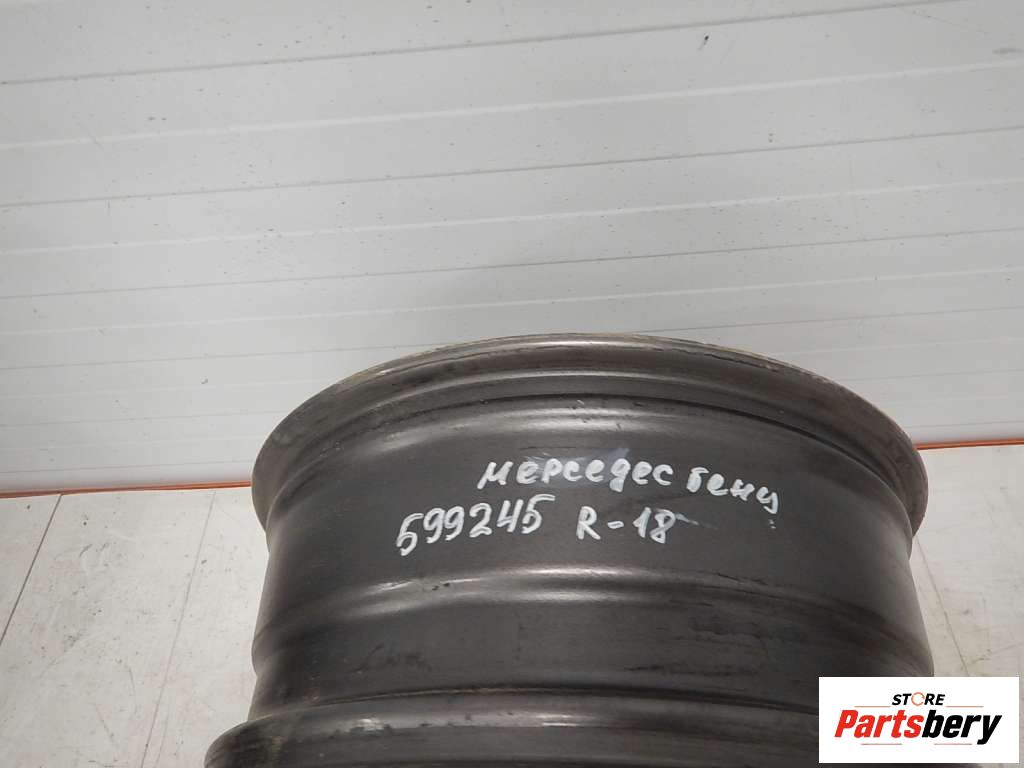 мерседес бенц
599245 R-18
STORE
Partsbery